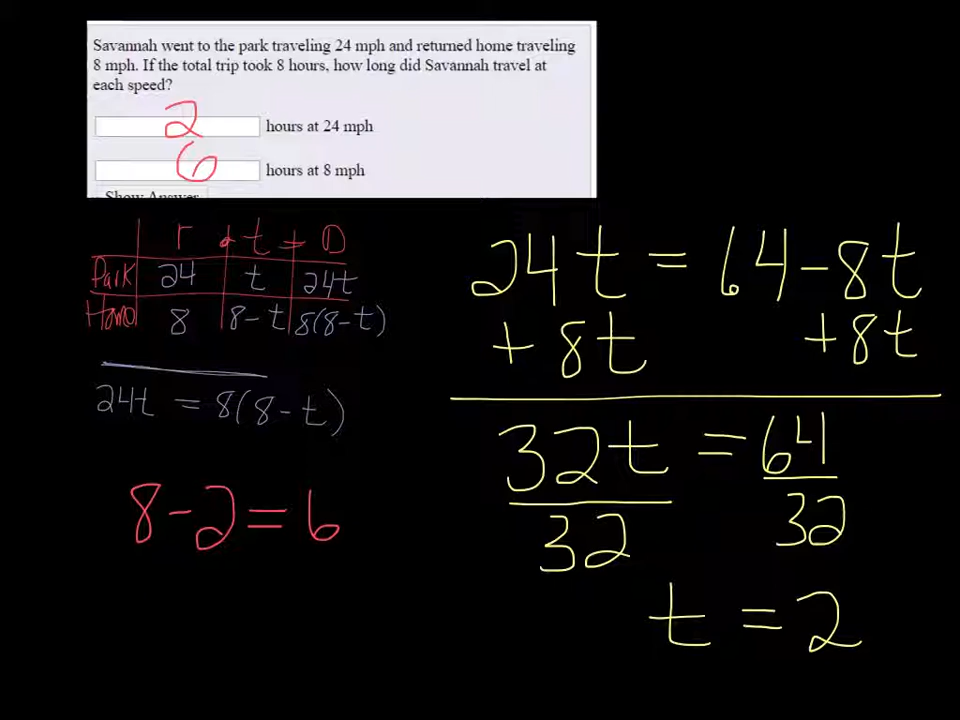 Savannah went to the park traveling 24 mph and returned home traveling
8 mph. If the total trip took 8 hours, how long did Savannah travel at
each speed?
2 hours at 24 mph
6 hours at 8 mph
Show Answer
r · t = D
Park 24 t 24t
Home 8 8-t 8(8-t)
24t = 8(8-t)
8-2=6
24t = 64-8t
+8t +8t
32t = 64
32 32
t = 2